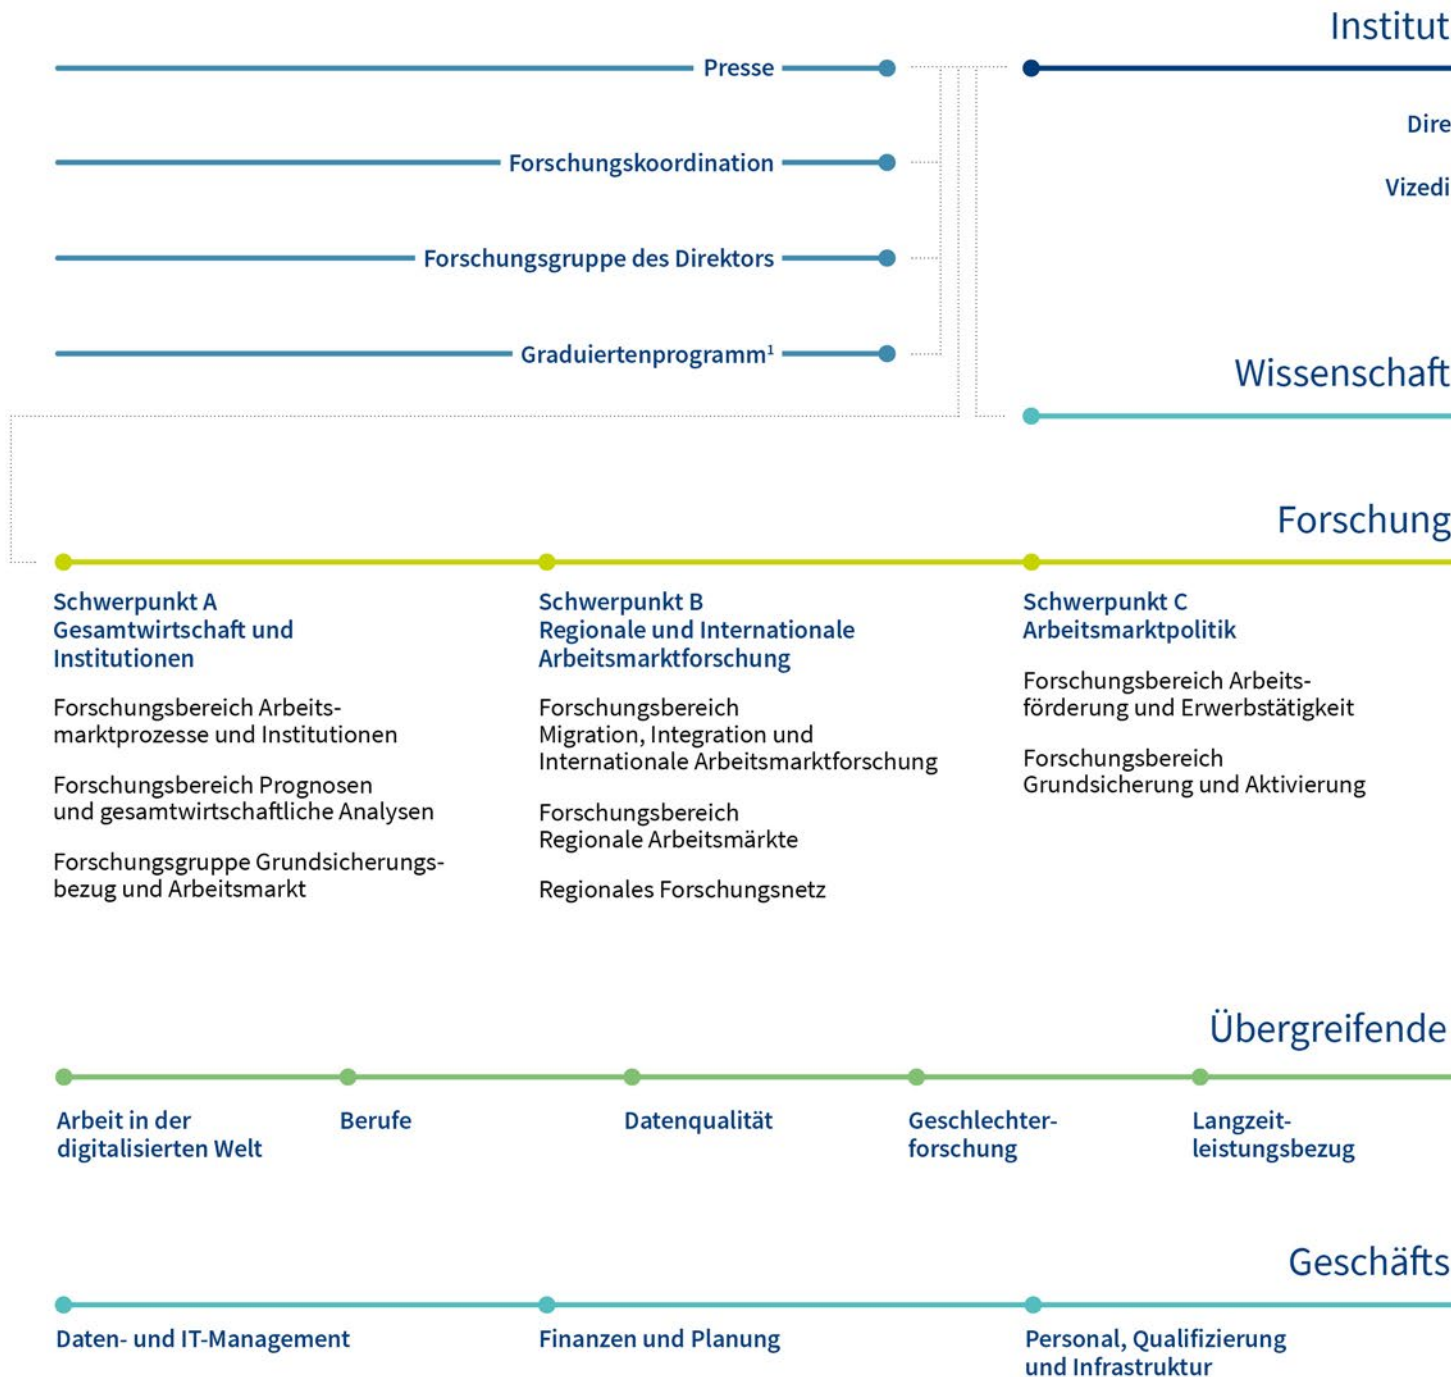 Institut
Presse
Dire
Forschungskoordination
Vizedi
Forschungsgruppe des Direktors
Graduiertenprogramm¹
Wissenschaft
Forschung
Schwerpunkt A
Gesamtwirtschaft und
Institutionen
Forschungsbereich Arbeits-
marktprozesse und Institutionen
Forschungsbereich Prognosen
und gesamtwirtschaftliche Analysen
Forschungsgruppe Grundsicherungs-
bezug und Arbeitsmarkt
Schwerpunkt B
Regionale und Internationale
Arbeitsmarktforschung
Forschungsbereich
Migration, Integration und
Internationale Arbeitsmarktforschung
Forschungsbereich
Regionale Arbeitsmärkte
Regionales Forschungsnetz
Schwerpunkt C
Arbeitsmarktpolitik
Forschungsbereich Arbeits-
förderung und Erwerbstätigkeit
Forschungsbereich
Grundsicherung und Aktivierung
Übergreifende
Arbeit in der
digitalisierten Welt
Berufe
Datenqualität
Geschlechter-
forschung
Langzeit-
leistungsbezug
Geschäfts
Daten- und IT-Management
Finanzen und Planung
Personal, Qualifizierung
und Infrastruktur